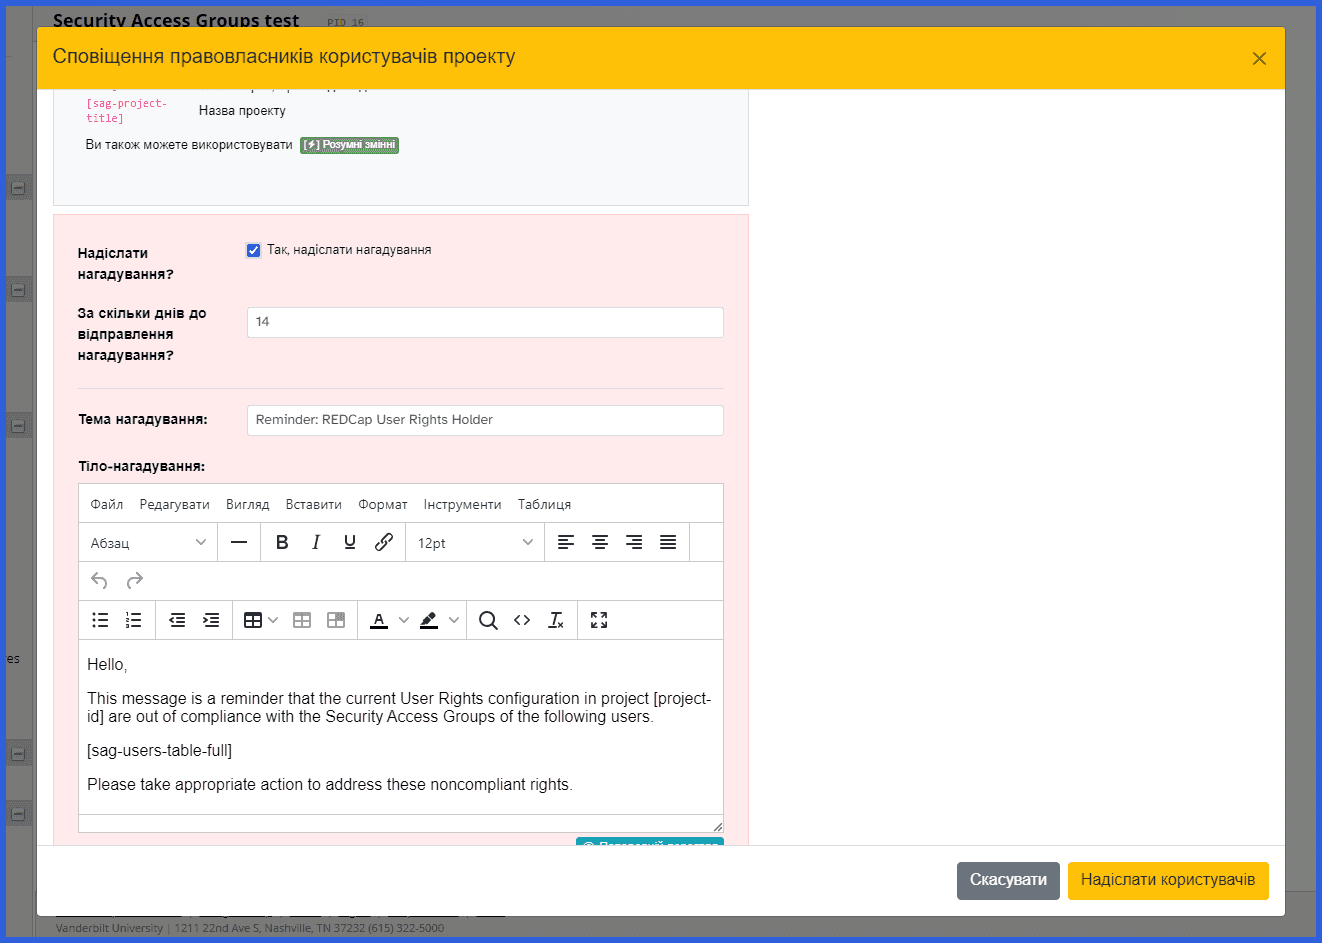 Security Access Groups test PID 16
Сповіщення правовласників користувачів проекту
[sag-project-
title]
Назва проекту
Ви також можете використовувати [⚡] Розумні змінні
Надіслати
нагадування?
Так, надіслати нагадування
За скільки днів до
відправлення
нагадування?
14
Тема нагадування:
Reminder: REDCap User Rights Holder
Тіло-нагадування:
Файл Редагувати Вигляд Вставити Формат Інструменти Таблиця
Абзац B I U 12pt
Hello,
This message is a reminder that the current User Rights configuration in project [project-
id] are out of compliance with the Security Access Groups of the following users.
[sag-users-table-full]
Please take appropriate action to address these noncompliant rights.
es
Скасувати Надіслати користувачів
Vanderbilt University | 1211 22nd Ave S, Nashville, TN 37232 (615) 322-5000